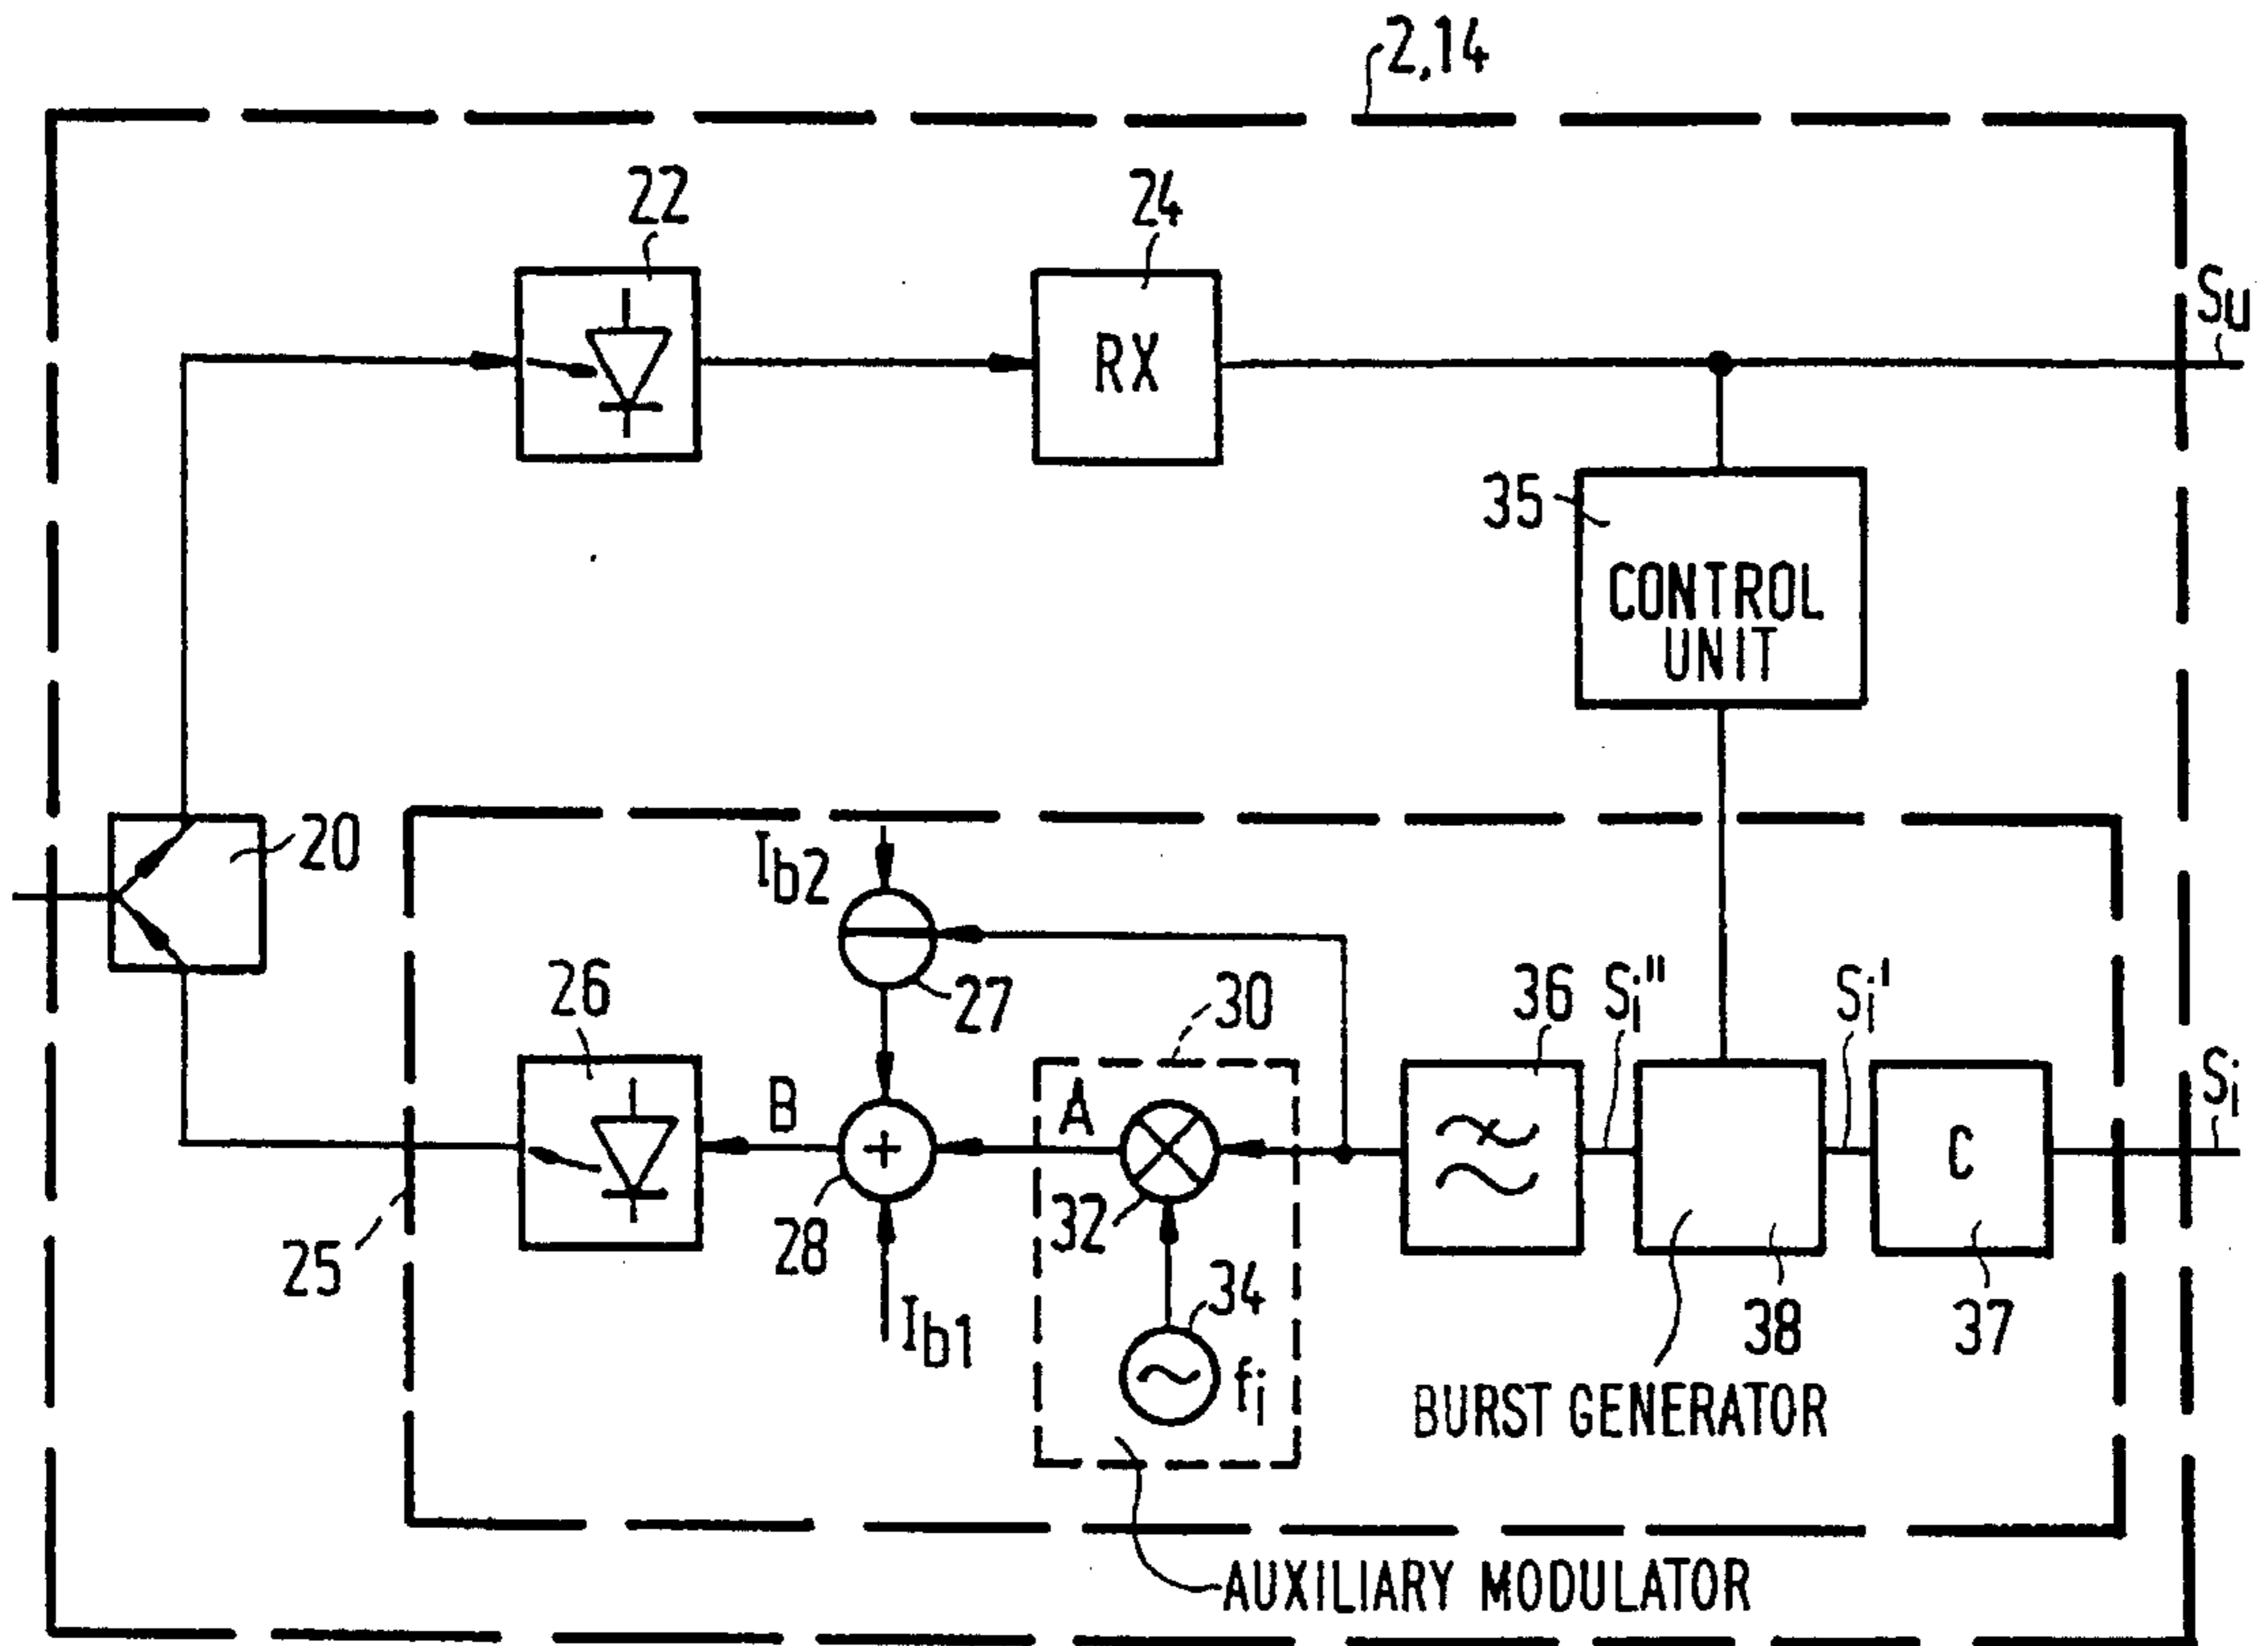 2,14
22
24
RX
Su
35
CONTROL
UNIT
20
Ib2
27
26
30
36
Si"
Si'
Si
B
A
C
28
32
25
Ib1
34
fi
38
37
BURST GENERATOR
AUXILIARY MODULATOR